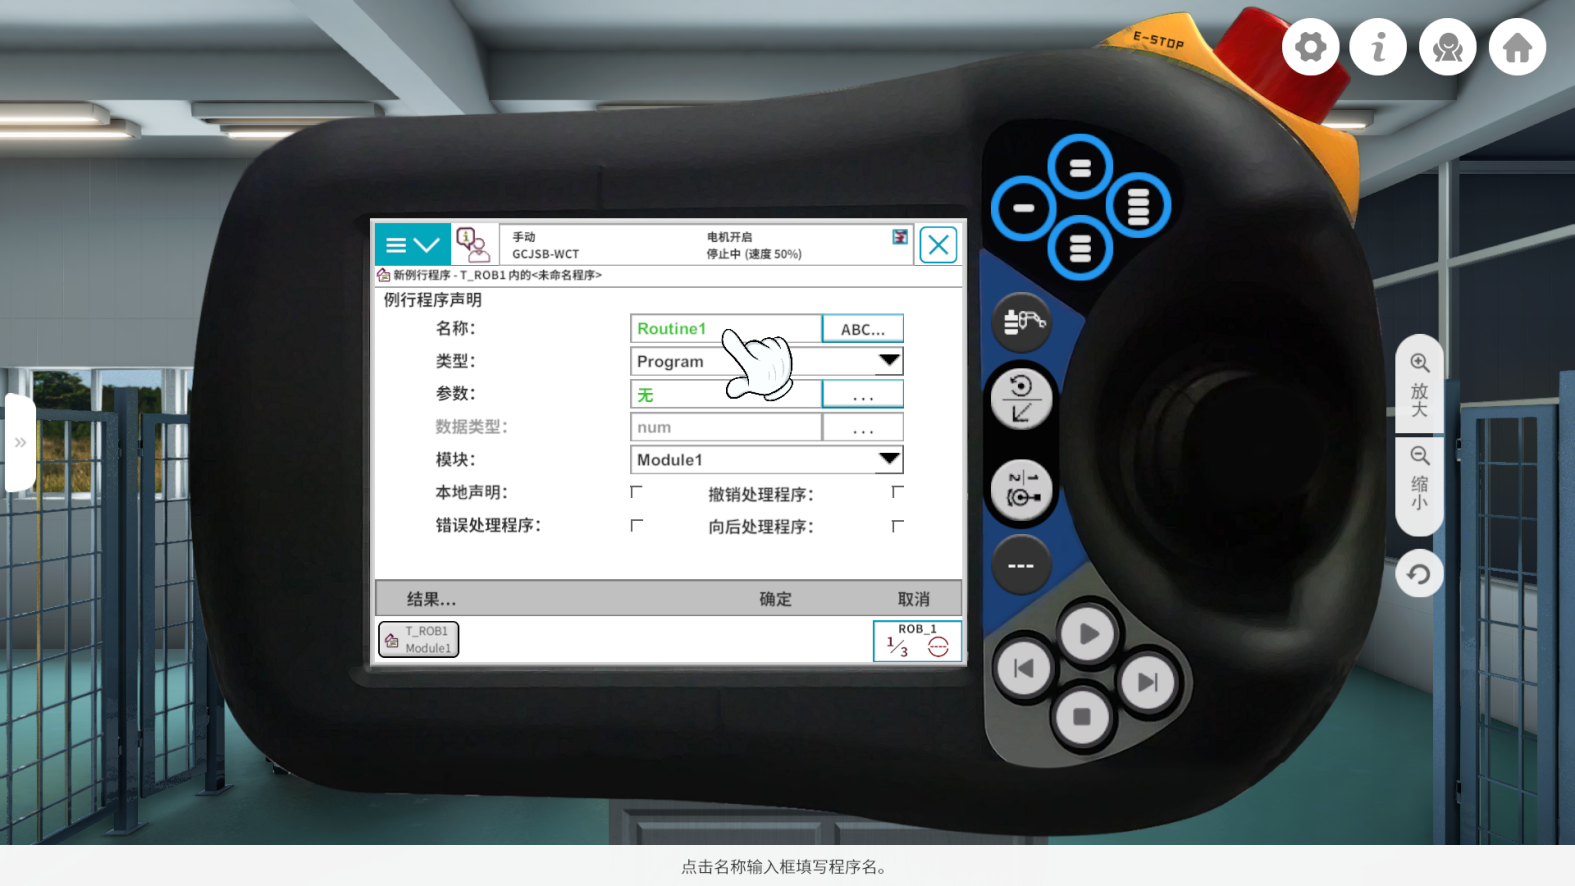 E-STOP
手动
GCJSB-WCT
电机开启
停止中 (速度 50%)
新例行程序 - T_ROB1 内的<未命名程序>
例行程序声明
名称：
Routine1
ABC...
类型：
Program
参数：
无
...
数据类型：
num
...
模块：
Module1
本地声明：
撤销处理程序：
错误处理程序：
向后处理程序：
结果...
确定
取消
T_ROB1
Module1
ROB_1
1/3
放大
缩小
点击名称输入框填写程序名。